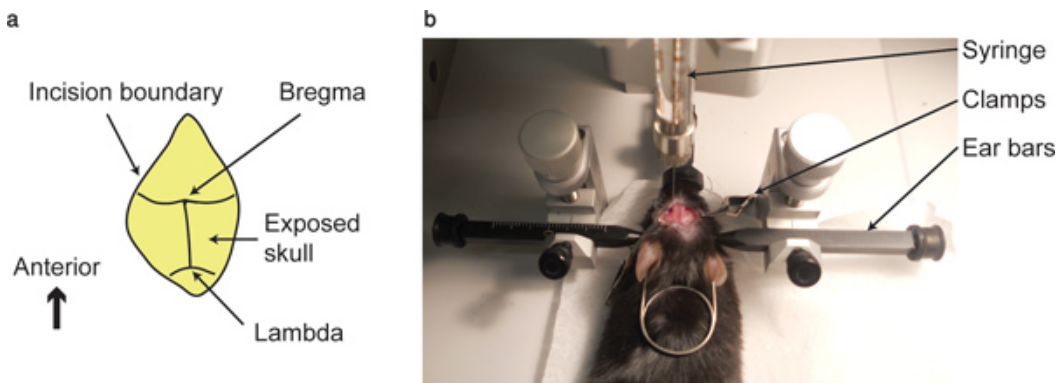 a
Incision boundary
Bregma
Exposed
skull
Anterior
Lambda
b
Syringe
Clamps
Ear bars